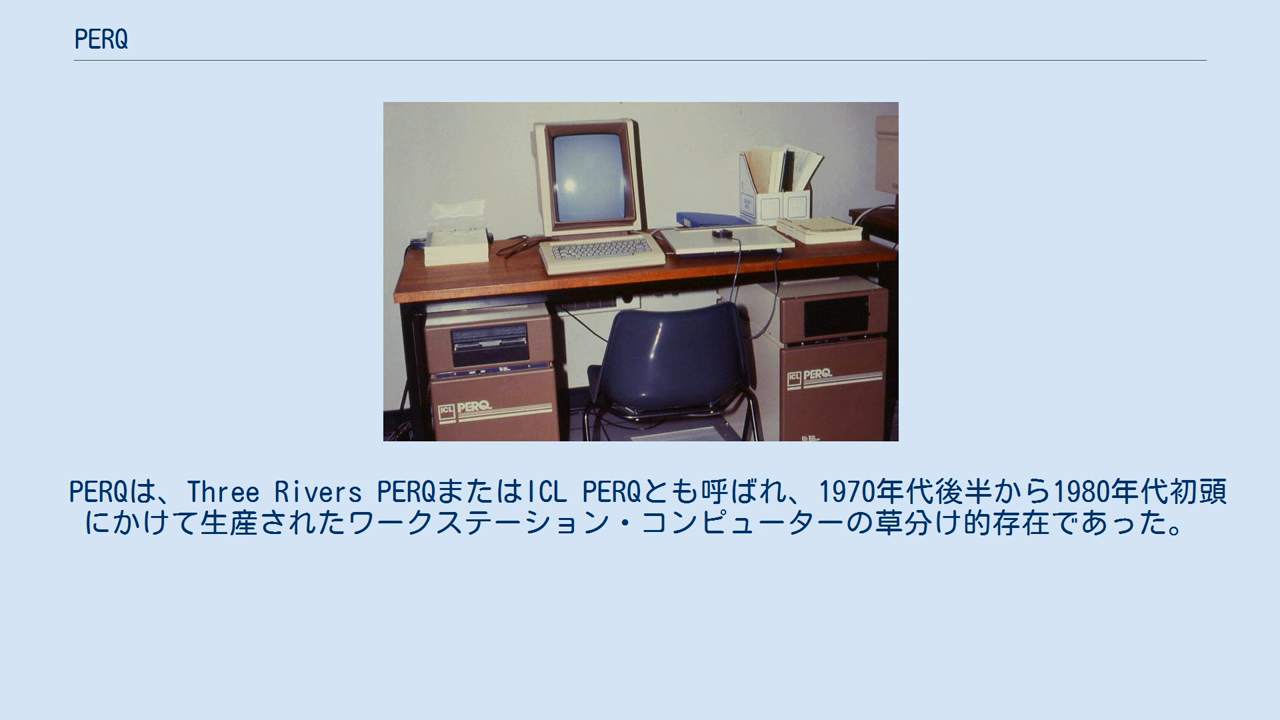 PERQ
ICL PERQ
ICL PERQ
PERQは、Three Rivers PERQまたはICL PERQとも呼ばれ、1970年代後半から1980年代初頭
にかけて生産されたワークステーション・コンピューターの草分け的存在であった。